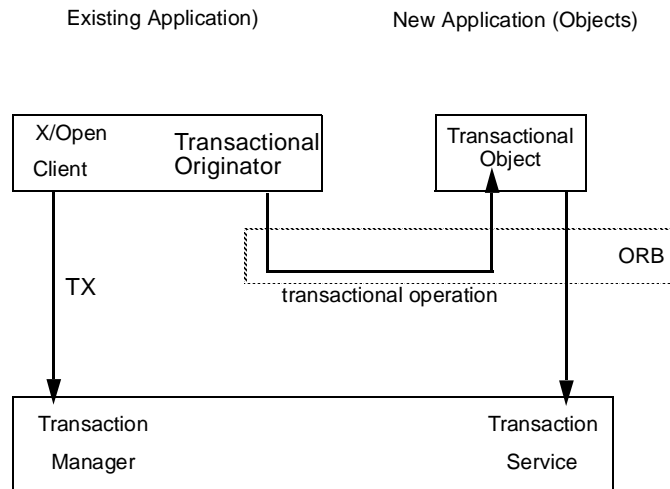 Existing Application)
New Application (Objects)
X/Open
Client
Transactional
Originator
Transactional
Object
ORB
transactional operation
TX
Transaction
Manager
Transaction
Service